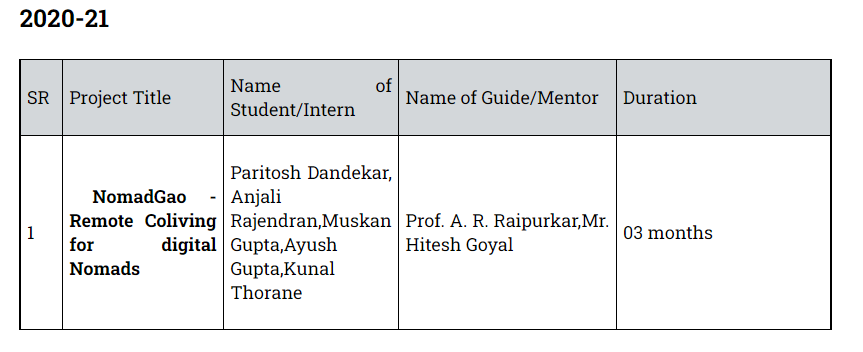 2020-21
SR
Project Title
Name of
Student/Intern
Name of Guide/Mentor
Duration
1
NomadGao -
Remote Coliving
for digital
Nomads
Paritosh Dandekar,
Anjali
Rajendran,Muskan
Gupta,Ayush
Gupta,Kunal
Thorane
Prof. A. R. Raipurkar,Mr.
Hitesh Goyal
03 months